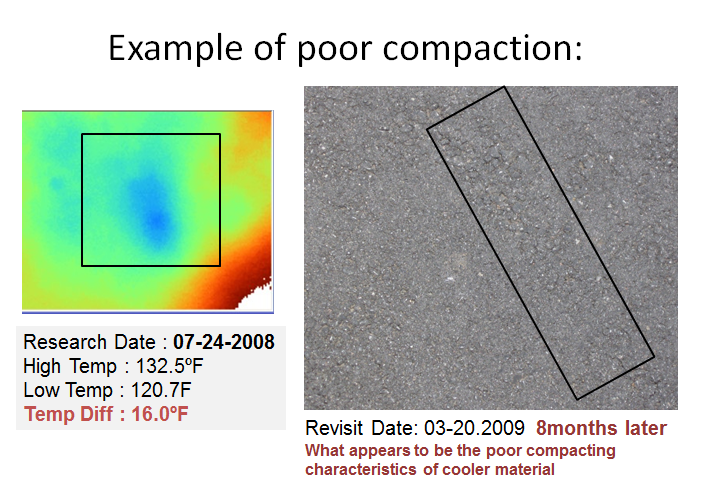 Example of poor compaction:
Research Date : 07-24-2008
High Temp : 132.5ºF
Low Temp : 120.7F
Temp Diff : 16.0ºF
Revisit Date: 03-20.2009 8months later
What appears to be the poor compacting
characteristics of cooler material